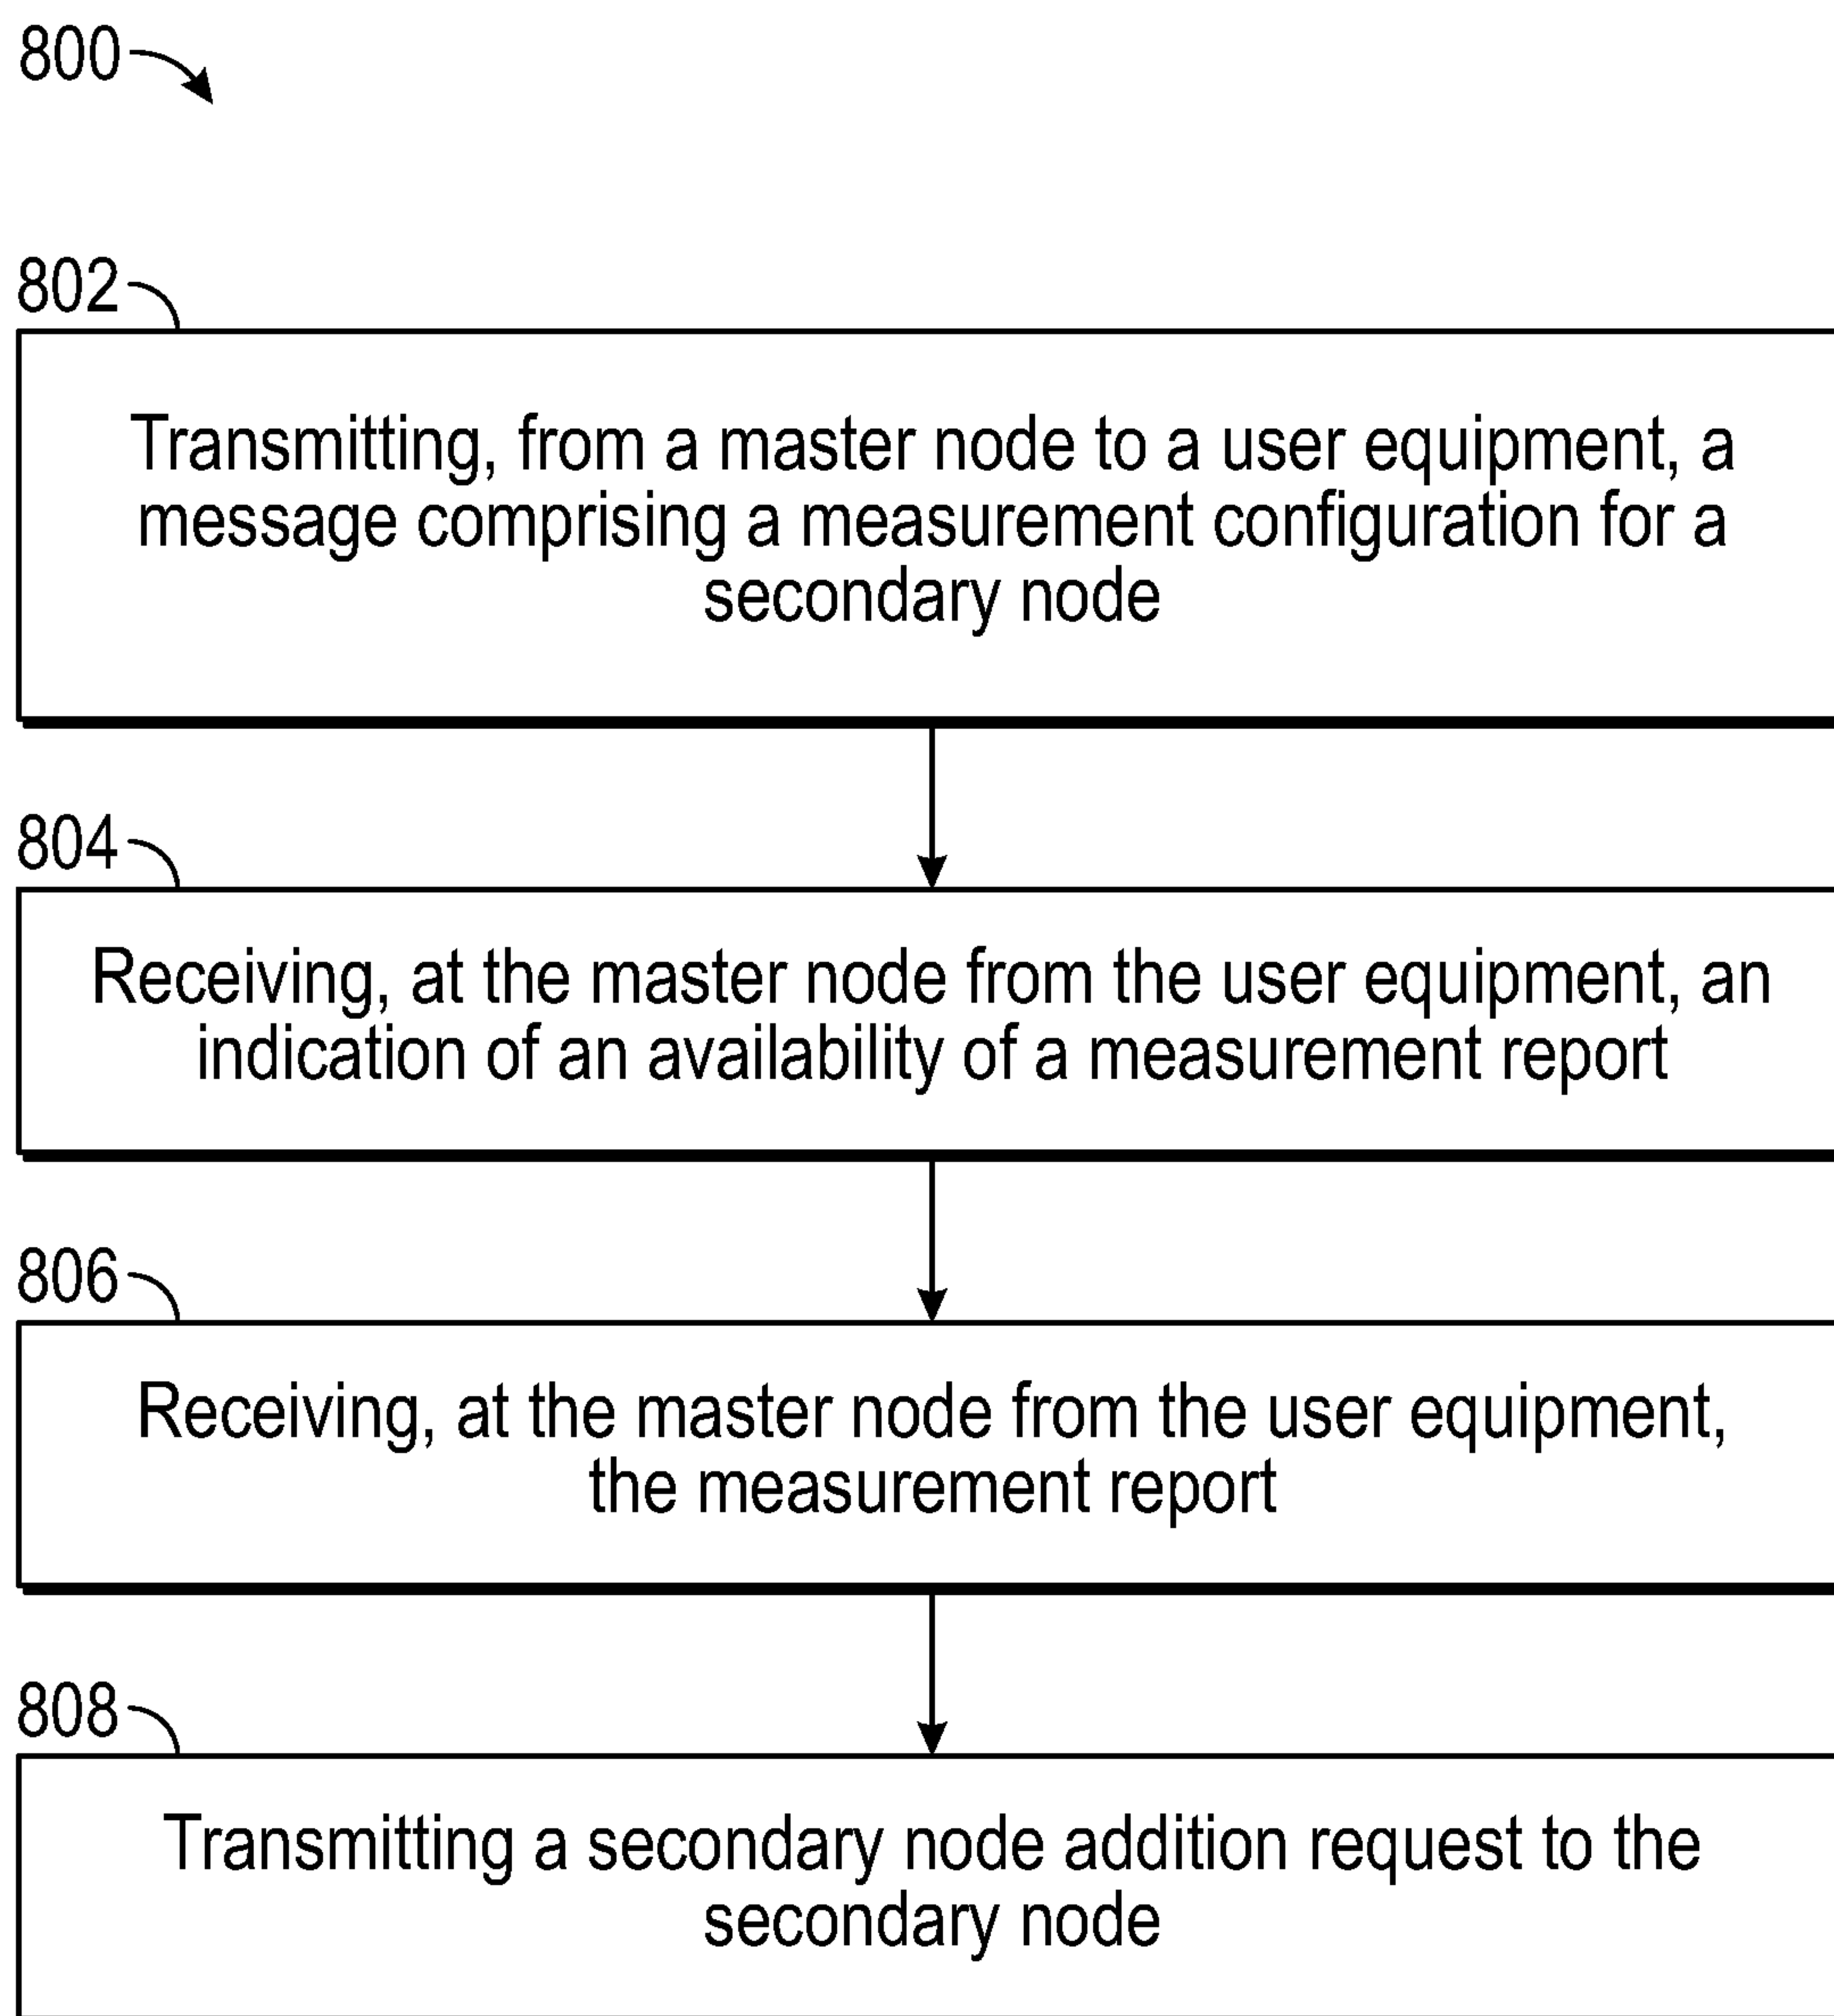 800
802
Transmitting, from a master node to a user equipment, a
message comprising a measurement configuration for a
secondary node
804
Receiving, at the master node from the user equipment, an
indication of an availability of a measurement report
806
Receiving, at the master node from the user equipment,
the measurement report
808
Transmitting a secondary node addition request to the
secondary node